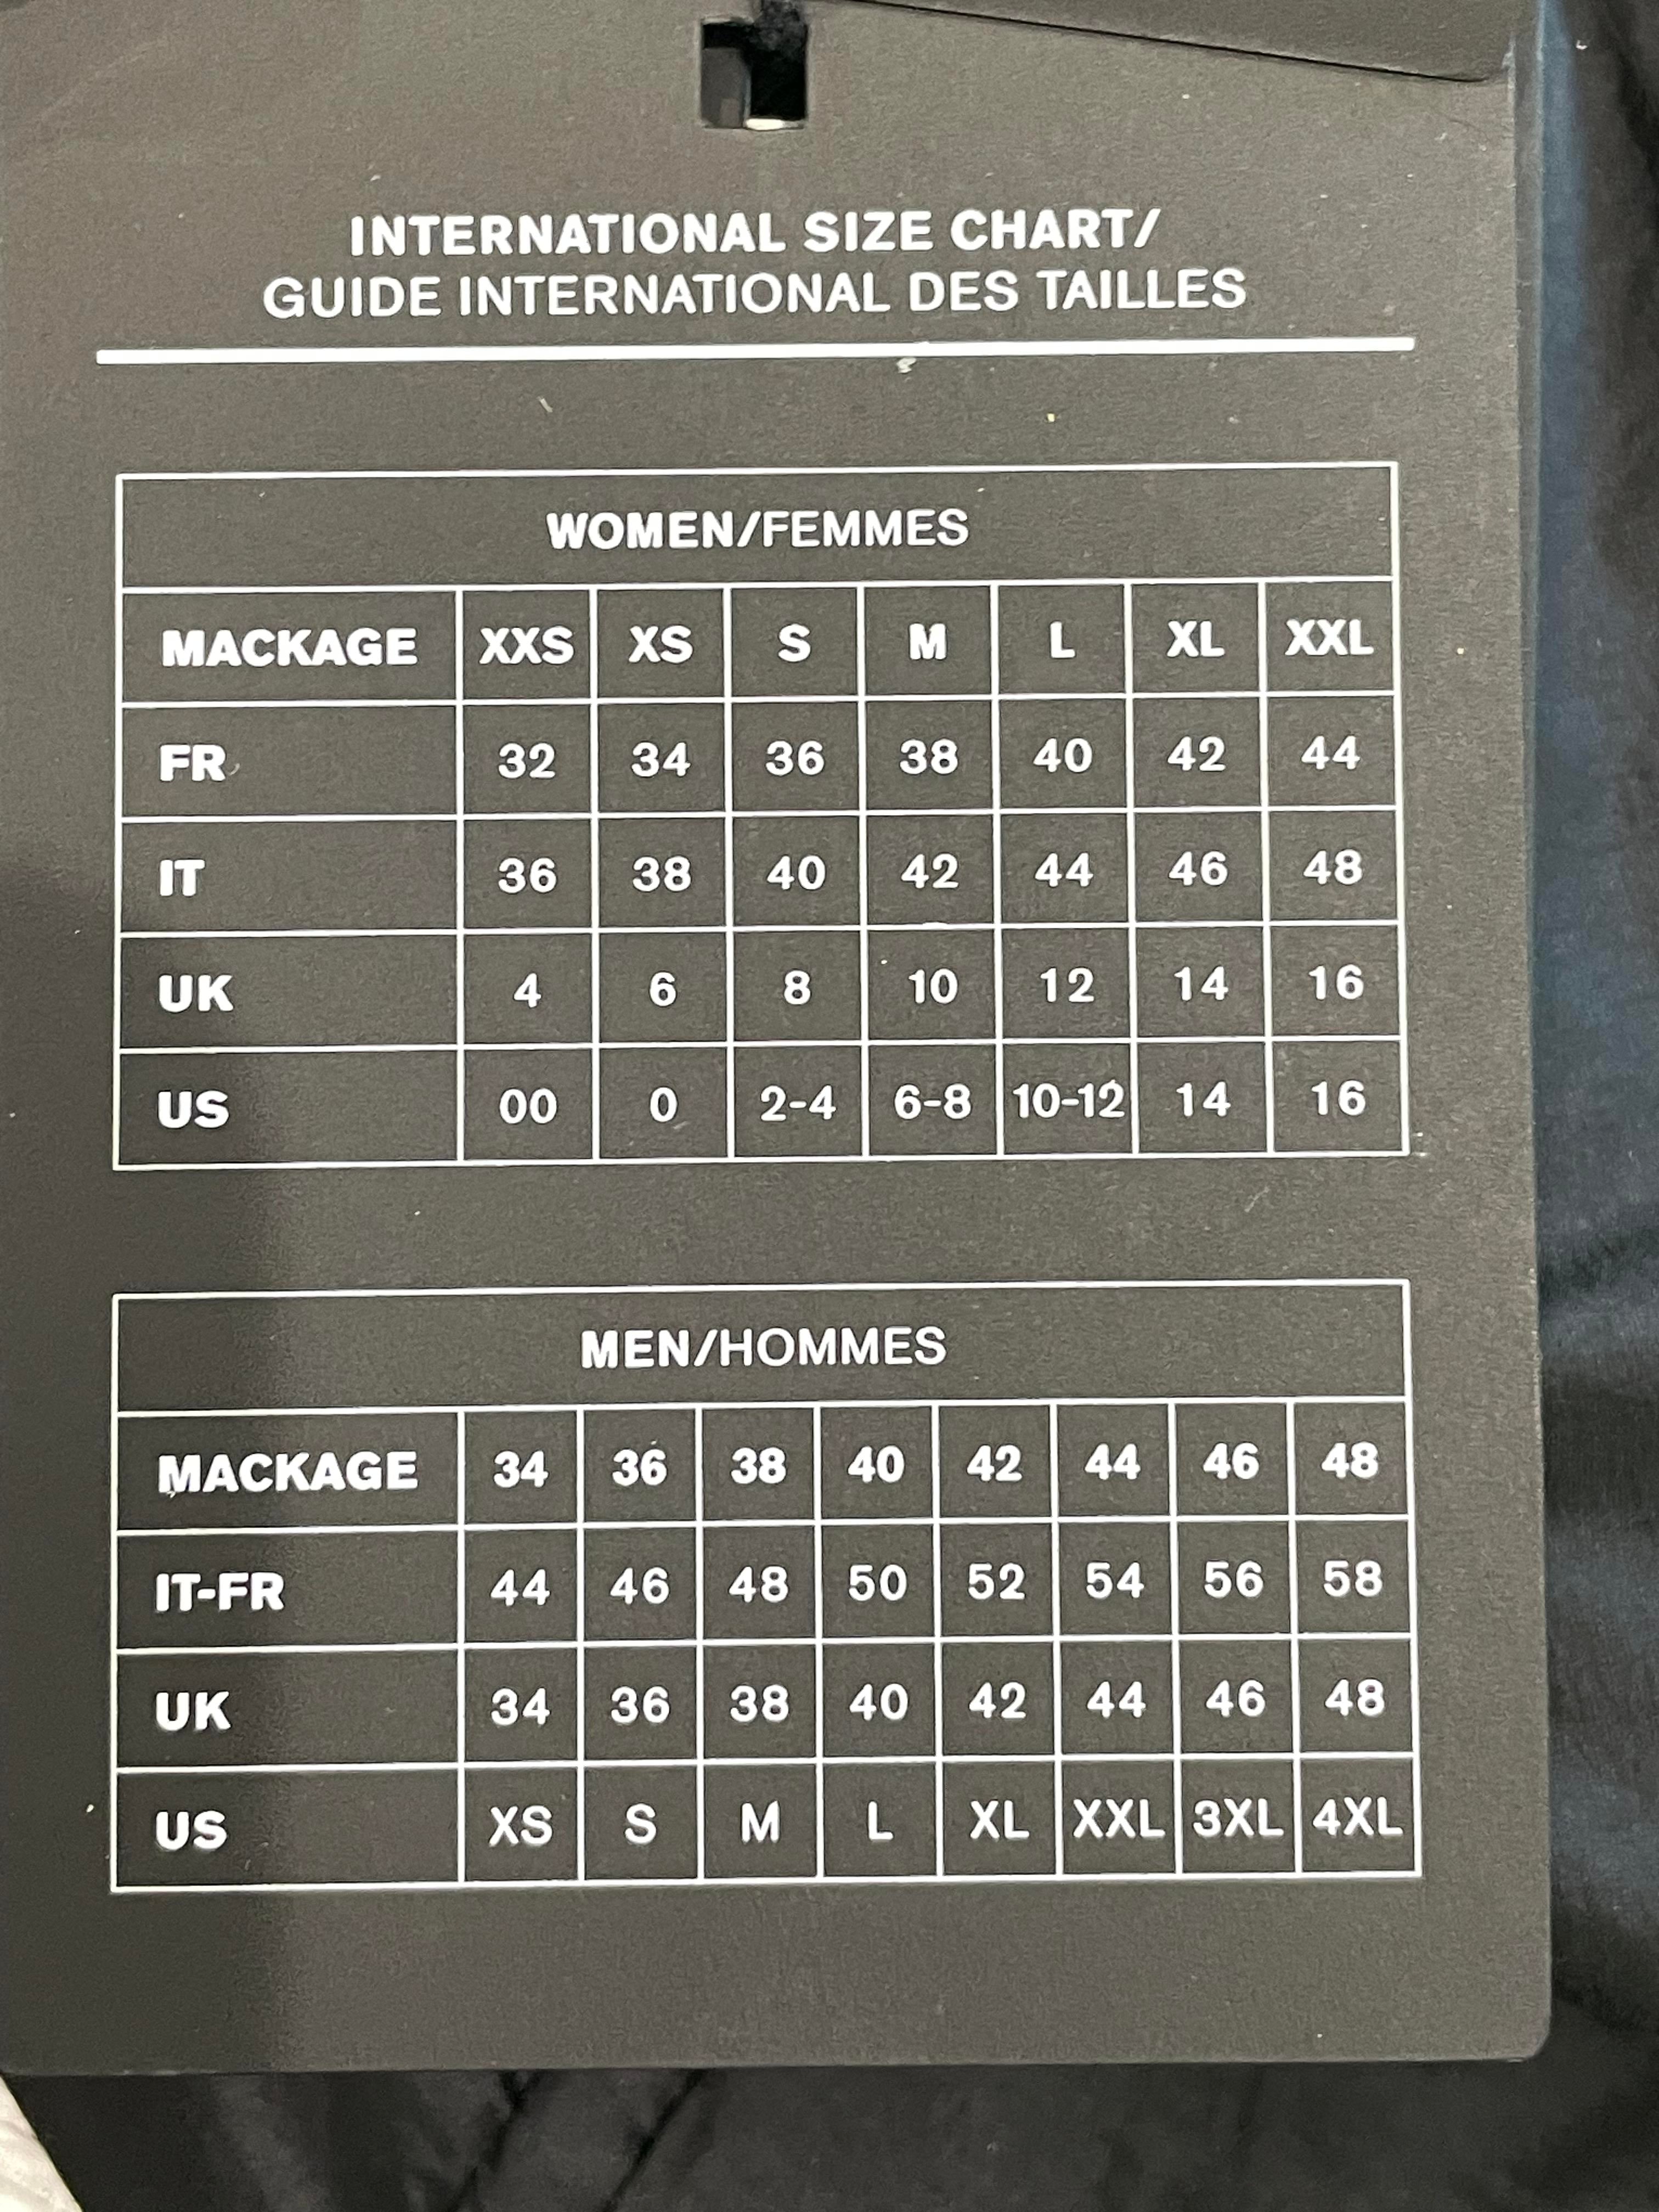 INTERNATIONAL SIZE CHART/
GUIDE INTERNATIONAL DES TAILLES
WOMEN/FEMMES
MACKAGE XXS XS S M L XL XXL
FR 32 34 36 38 40 42 44
IT 36 38 40 42 44 46 48
UK 4 6 8 10 12 14 16
US 00 0 2-4 6-8 10-12 14 16
MEN/HOMMES
MACKAGE 34 36 38 40 42 44 46 48
IT-FR 44 46 48 50 52 54 56 58
UK 34 36 38 40 42 44 46 48
US XS S M L XL XXL 3XL 4XL